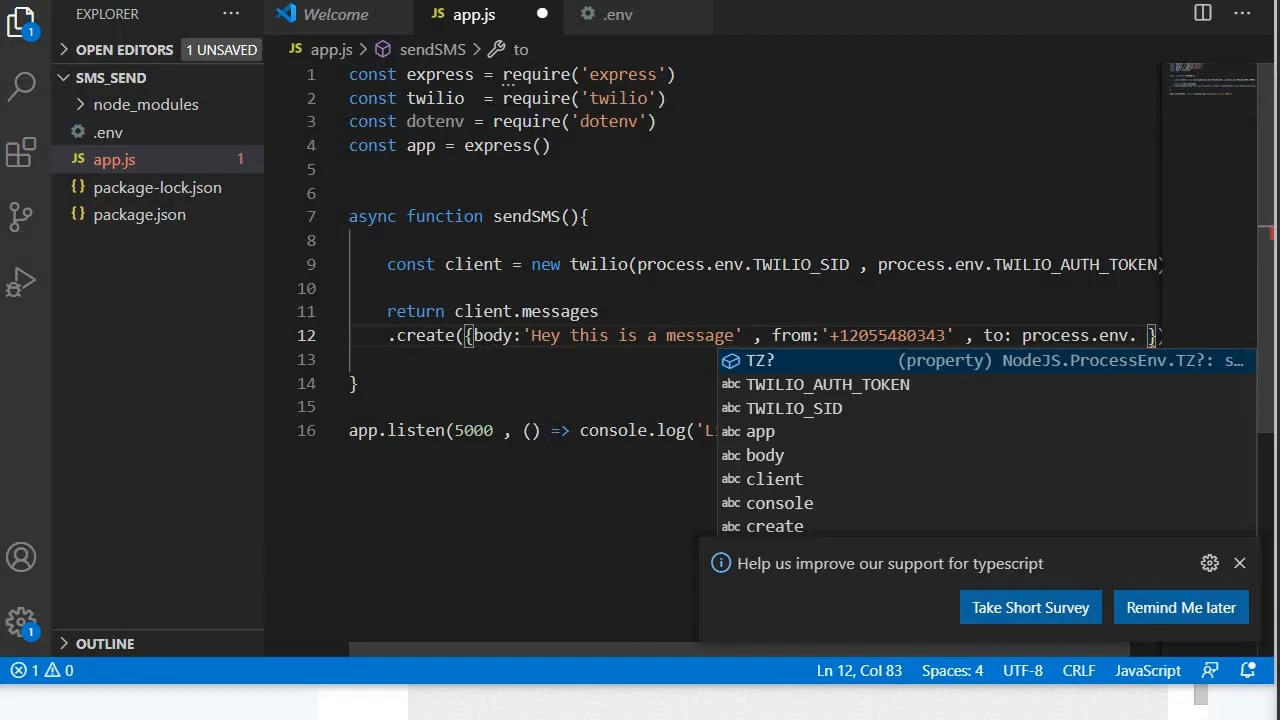 EXPLORER ···
Welcome
JS app.js
.env
···
1
OPEN EDITORS 1 UNSAVED
JS app.js > sendSMS > to
SMS_SEND
node_modules
.env
JS app.js 1
{} package-lock.json
{} package.json
1 const express = require('express')
2 const twilio  = require('twilio')
3 const dotenv = require('dotenv')
4 const app = express()
5
6
7 async function sendSMS(){
8
9 const client = new twilio(process.env.TWILIO_SID , process.env.TWILIO_AUTH_TOKEN)
10
11 return client.messages
12 .create({body:'Hey this is a message' , from:'+12055480343' , to: process.env. })
13
14 }
15
16 app.listen(5000 , () => console.log('Li
TZ? (property) NodeJS.ProcessEnv.TZ?: s…
abc TWILIO_AUTH_TOKEN
abc TWILIO_SID
abc app
abc body
abc client
abc console
abc create
Help us improve our support for typescript
Take Short Survey
Remind Me later
1
OUTLINE
1 0
Ln 12, Col 83
Spaces: 4
UTF-8
CRLF
JavaScript